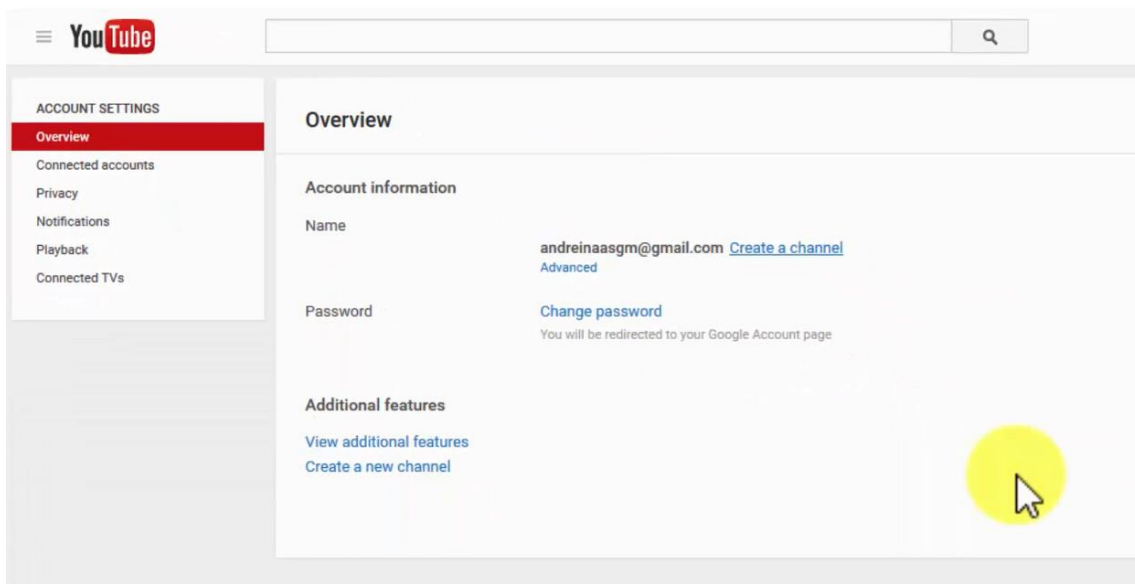 YouTube
ACCOUNT SETTINGS
Overview
Connected accounts
Privacy
Notifications
Playback
Connected TVs
Overview
Account information
Name
andreinaasgm@gmail.com Create a channel
Advanced
Password Change password
You will be redirected to your Google Account page
Additional features
View additional features
Create a new channel